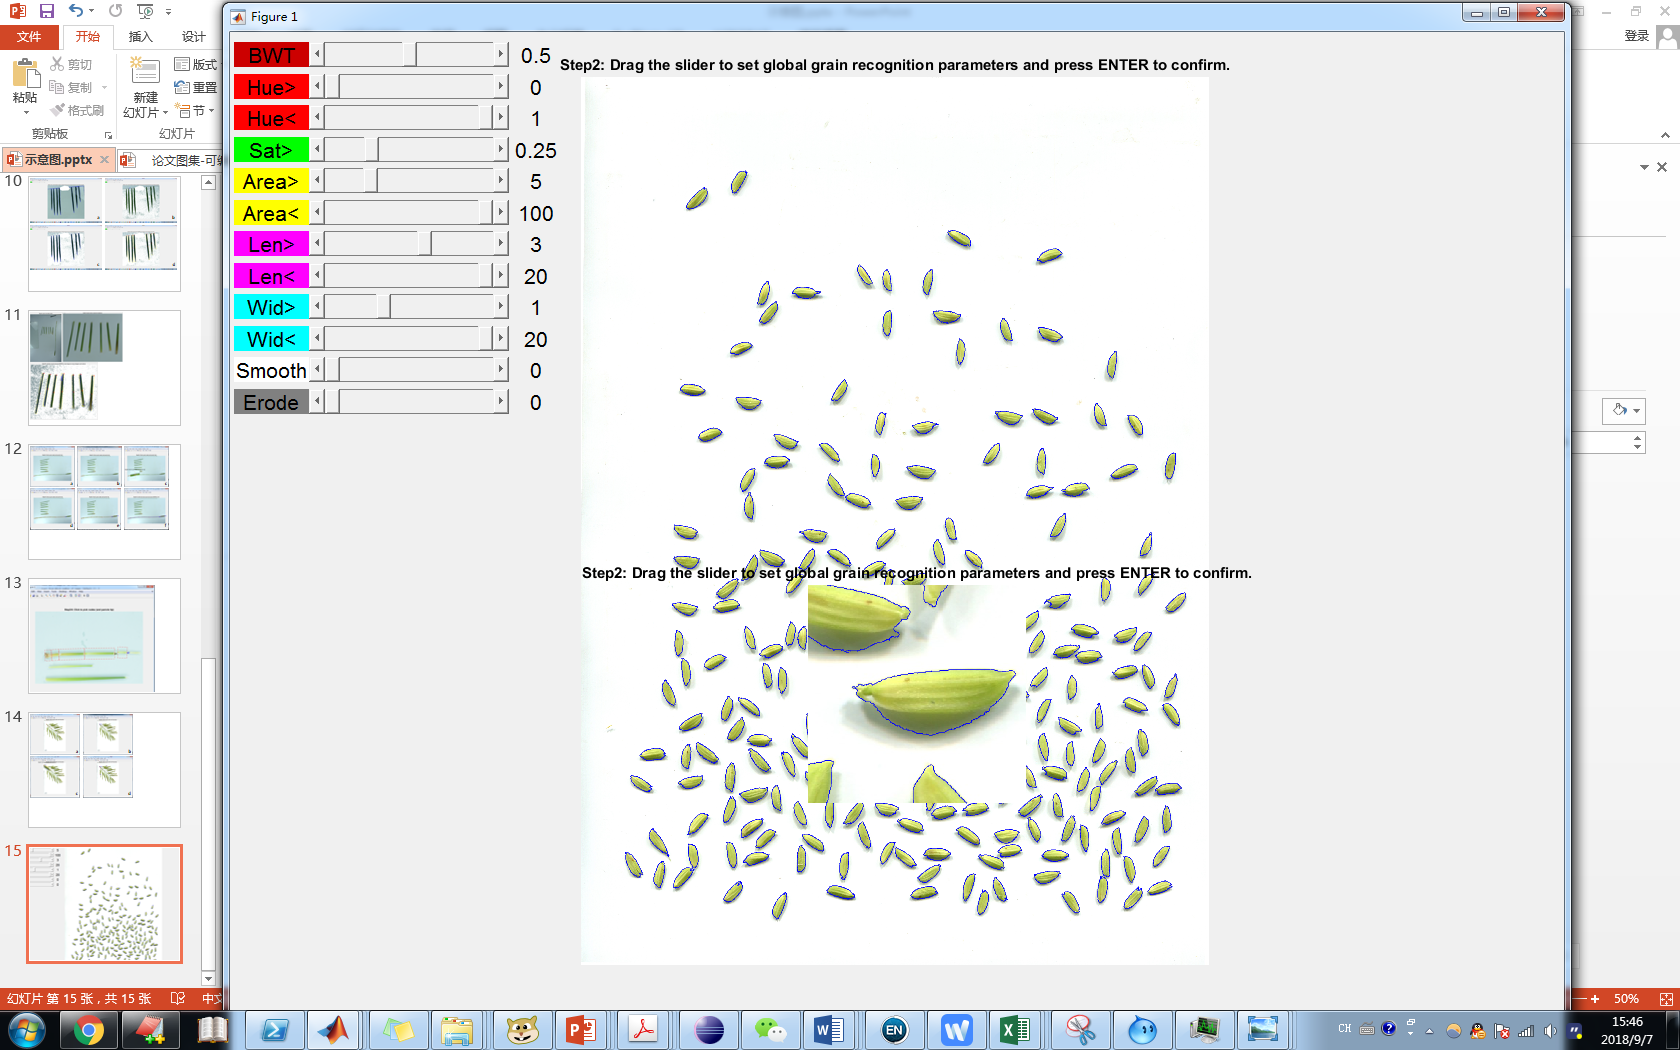 Figure 1
文件
开始
插入
设计
登录
粘贴
剪切
复制
格式刷
剪贴板
新建
幻灯片
版式
重置
节
幻灯片
示意图.pptx
论文图集-可编
10
11
12
13
14
15
BWT 0.5
Hue> 0
Hue< 1
Sat> 0.25
Area> 5
Area< 100
Len> 3
Len< 20
Wid> 1
Wid< 20
Smooth 0
Erode 0
Step2: Drag the slider to set global grain recognition parameters and press ENTER to confirm.
Step2: Drag the slider to set global grain recognition parameters and press ENTER to confirm.
幻灯片 第 15 张，共 15 张
中文
50%
EN
CH
15:46
2018/9/7